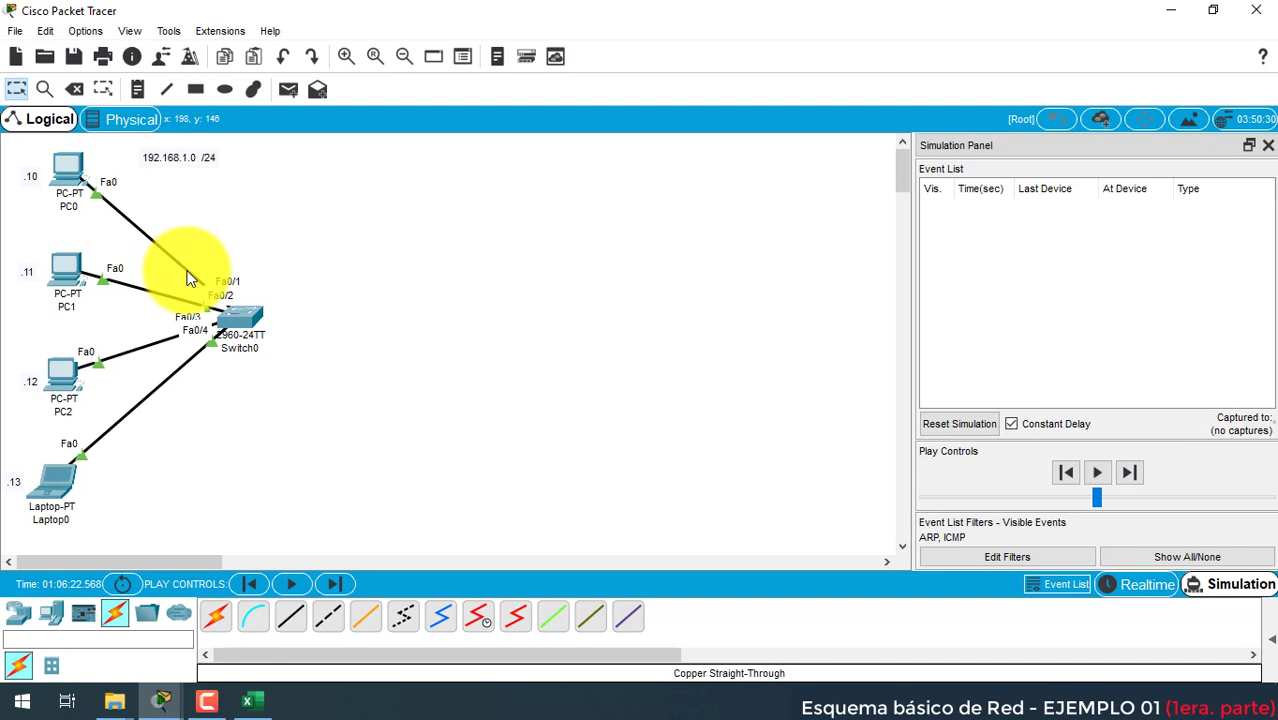 Cisco Packet Tracer
File Edit Options View Tools Extensions Help
Logical Physical x: 198, y: 146 [Root] 03:50:30
192.168.1.0 /24
.10
Fa0
PC-PT
PC0
.11
Fa0
PC-PT
PC1
Fa0/1
Fa0/2
Fa0/3
Fa0/4
2960-24TT
Switch0
Fa0
.12
PC-PT
PC2
Fa0
.13
Laptop-PT
Laptop0
Simulation Panel
Event List
Vis. Time(sec) Last Device At Device Type
Reset Simulation Constant Delay Captured to:
(no captures)
Play Controls
Event List Filters - Visible Events
ARP, ICMP
Edit Filters Show All/None
Time: 01:06:22.568 PLAY CONTROLS: Event List Realtime Simulation
Copper Straight-Through
Esquema básico de Red - EJEMPLO 01 (1era. parte)